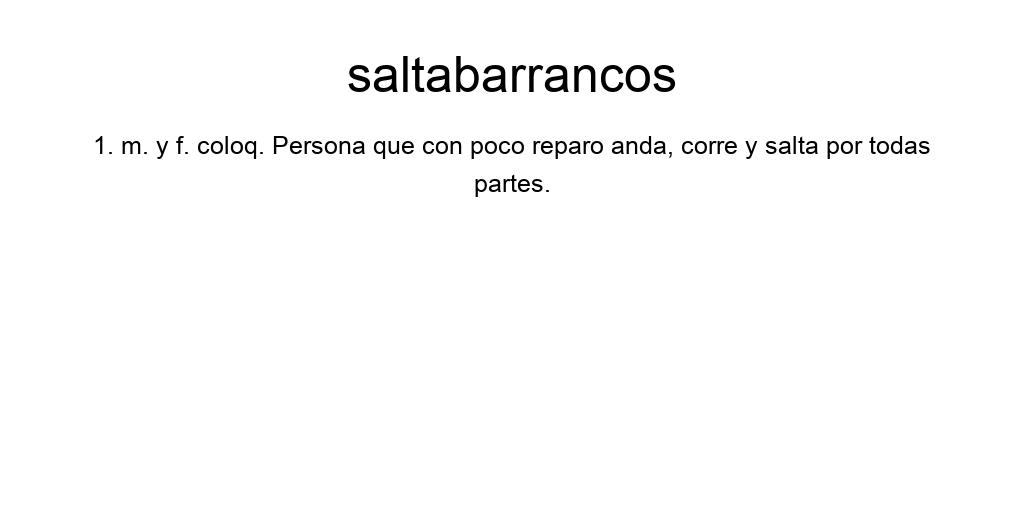 saltabarrancos
1. m. y f. coloq. Persona que con poco reparo anda, corre y salta por todas
partes.